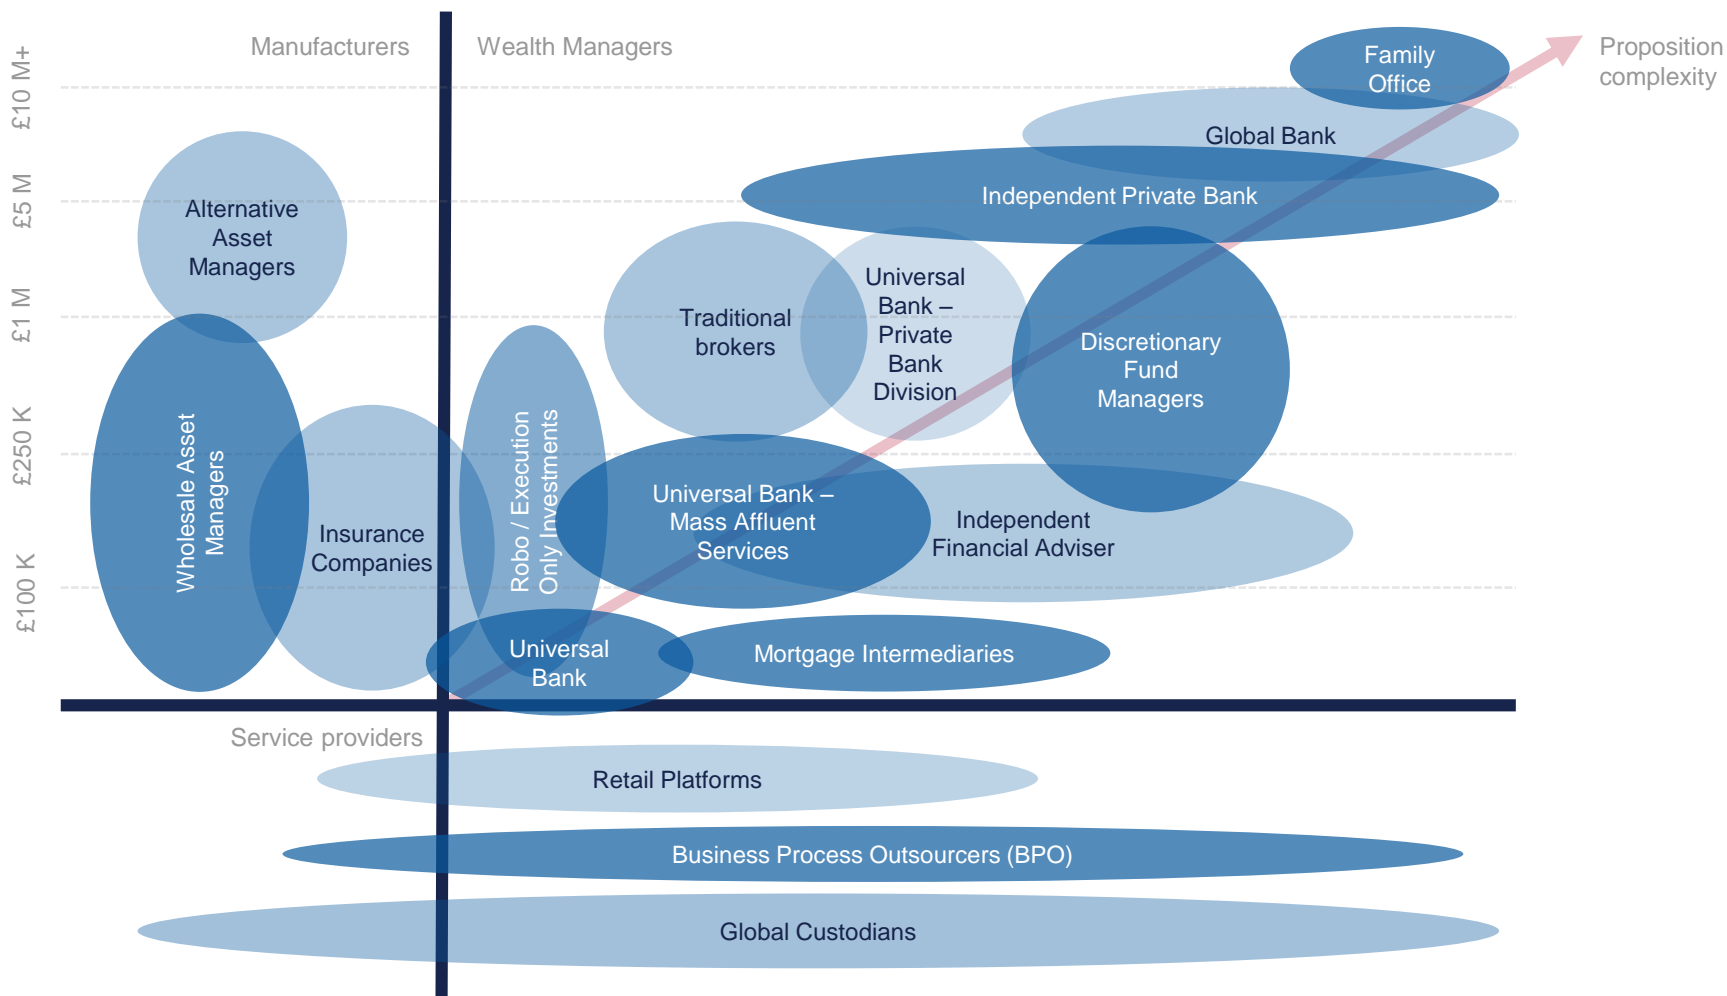 Manufacturers
Wealth Managers
Proposition
complexity
£10 M+
£5 M
£1 M
£250 K
£100 K
Family
Office
Global Bank
Independent Private Bank
Alternative
Asset
Managers
Traditional
brokers
Universal
Bank –
Private
Bank
Division
Discretionary
Fund
Managers
Wholesale Asset
Managers
Insurance
Companies
Robo / Execution
Only Investments
Universal Bank –
Mass Affluent
Services
Independent
Financial Adviser
Universal
Bank
Mortgage Intermediaries
Service providers
Retail Platforms
Business Process Outsourcers (BPO)
Global Custodians